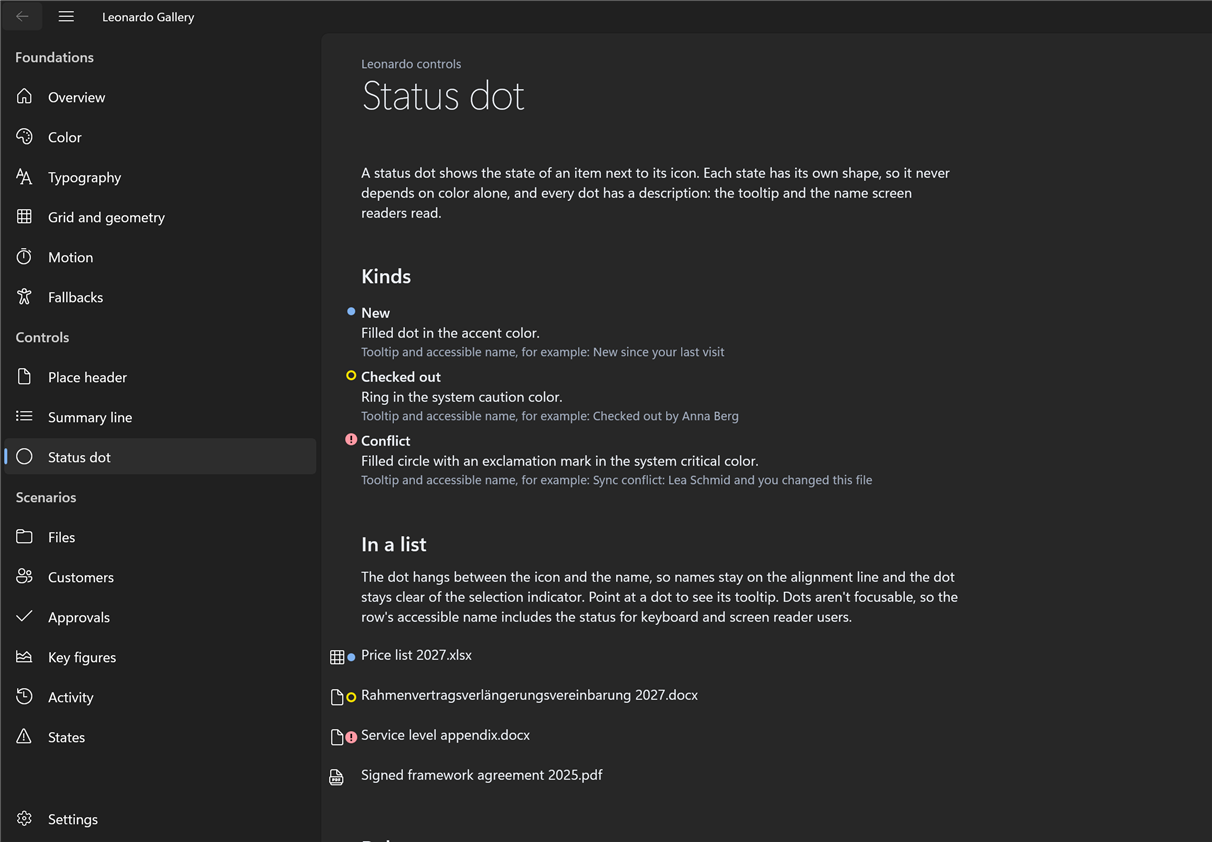 Leonardo Gallery
Foundations
Overview
Color
Typography
Grid and geometry
Motion
Fallbacks
Controls
Place header
Summary line
Status dot
Scenarios
Files
Customers
Approvals
Key figures
Activity
States
Settings
Leonardo controls
Status dot
A status dot shows the state of an item next to its icon. Each state has its own shape, so it never
depends on color alone, and every dot has a description: the tooltip and the name screen
readers read.
Kinds
New
Filled dot in the accent color.
Tooltip and accessible name, for example: New since your last visit
Checked out
Ring in the system caution color.
Tooltip and accessible name, for example: Checked out by Anna Berg
Conflict
Filled circle with an exclamation mark in the system critical color.
Tooltip and accessible name, for example: Sync conflict: Lea Schmid and you changed this file
In a list
The dot hangs between the icon and the name, so names stay on the alignment line and the dot
stays clear of the selection indicator. Point at a dot to see its tooltip. Dots aren't focusable, so the
row's accessible name includes the status for keyboard and screen reader users.
Price list 2027.xlsx
Rahmenvertragsverlängerungsvereinbarung 2027.docx
Service level appendix.docx
Signed framework agreement 2025.pdf